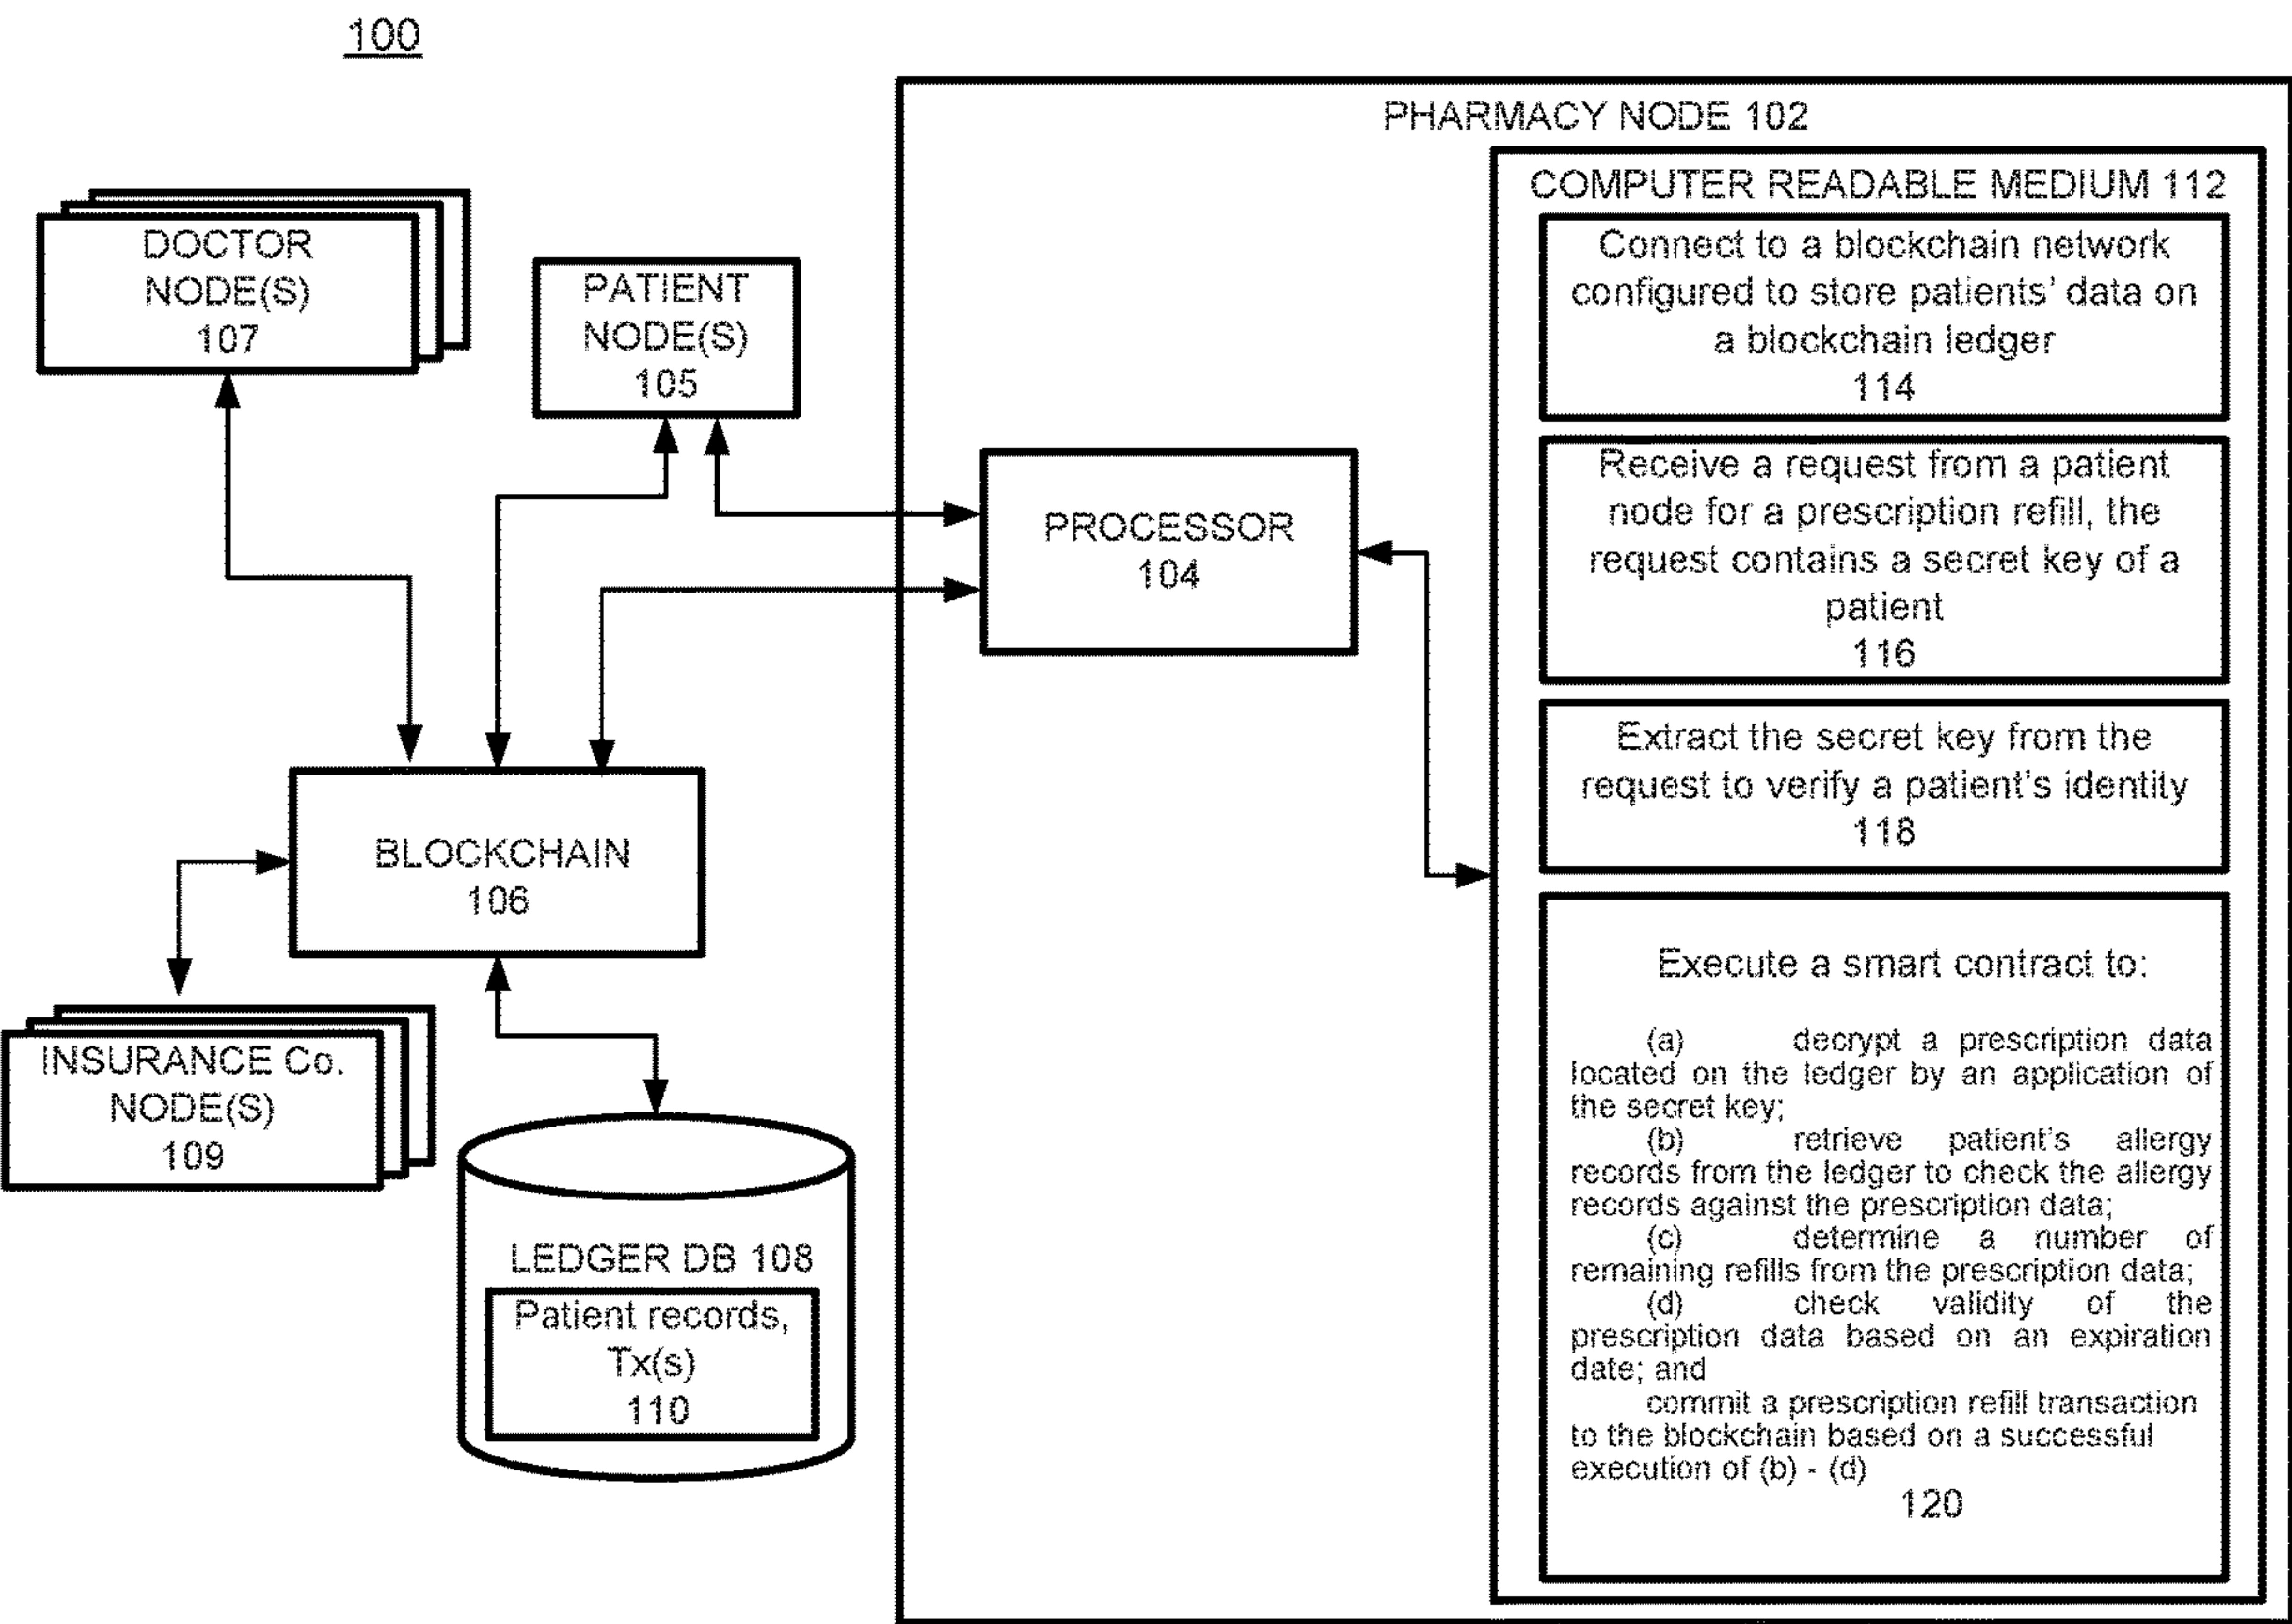 100
PHARMACY NODE 102
COMPUTER READABLE MEDIUM 112
DOCTOR
NODE(S)
107
PATIENT
NODE(S)
105
Connect to a blockchain network
configured to store patients' data on
a blockchain ledger
114
PROCESSOR
104
Receive a request from a patient
node for a prescription refill, the
request contains a secret key of a
patient
116
Extract the secret key from the
request to verify a patient's identity
118
BLOCKCHAIN
106
INSURANCE Co.
NODE(S)
109
LEDGER DB 108
Patient records,
Tx(s)
110
Execute a smart contract to:
(a) decrypt a prescription data
located on the ledger by an application of
the secret key;
(b) retrieve patient's allergy
records from the ledger to check the allergy
records against the prescription data;
(c) determine a number of
remaining refills from the prescription data;
(d) check validity of the
prescription data based on an expiration
date; and
commit a prescription refill transaction
to the blockchain based on a successful
execution of (b) - (d)
120